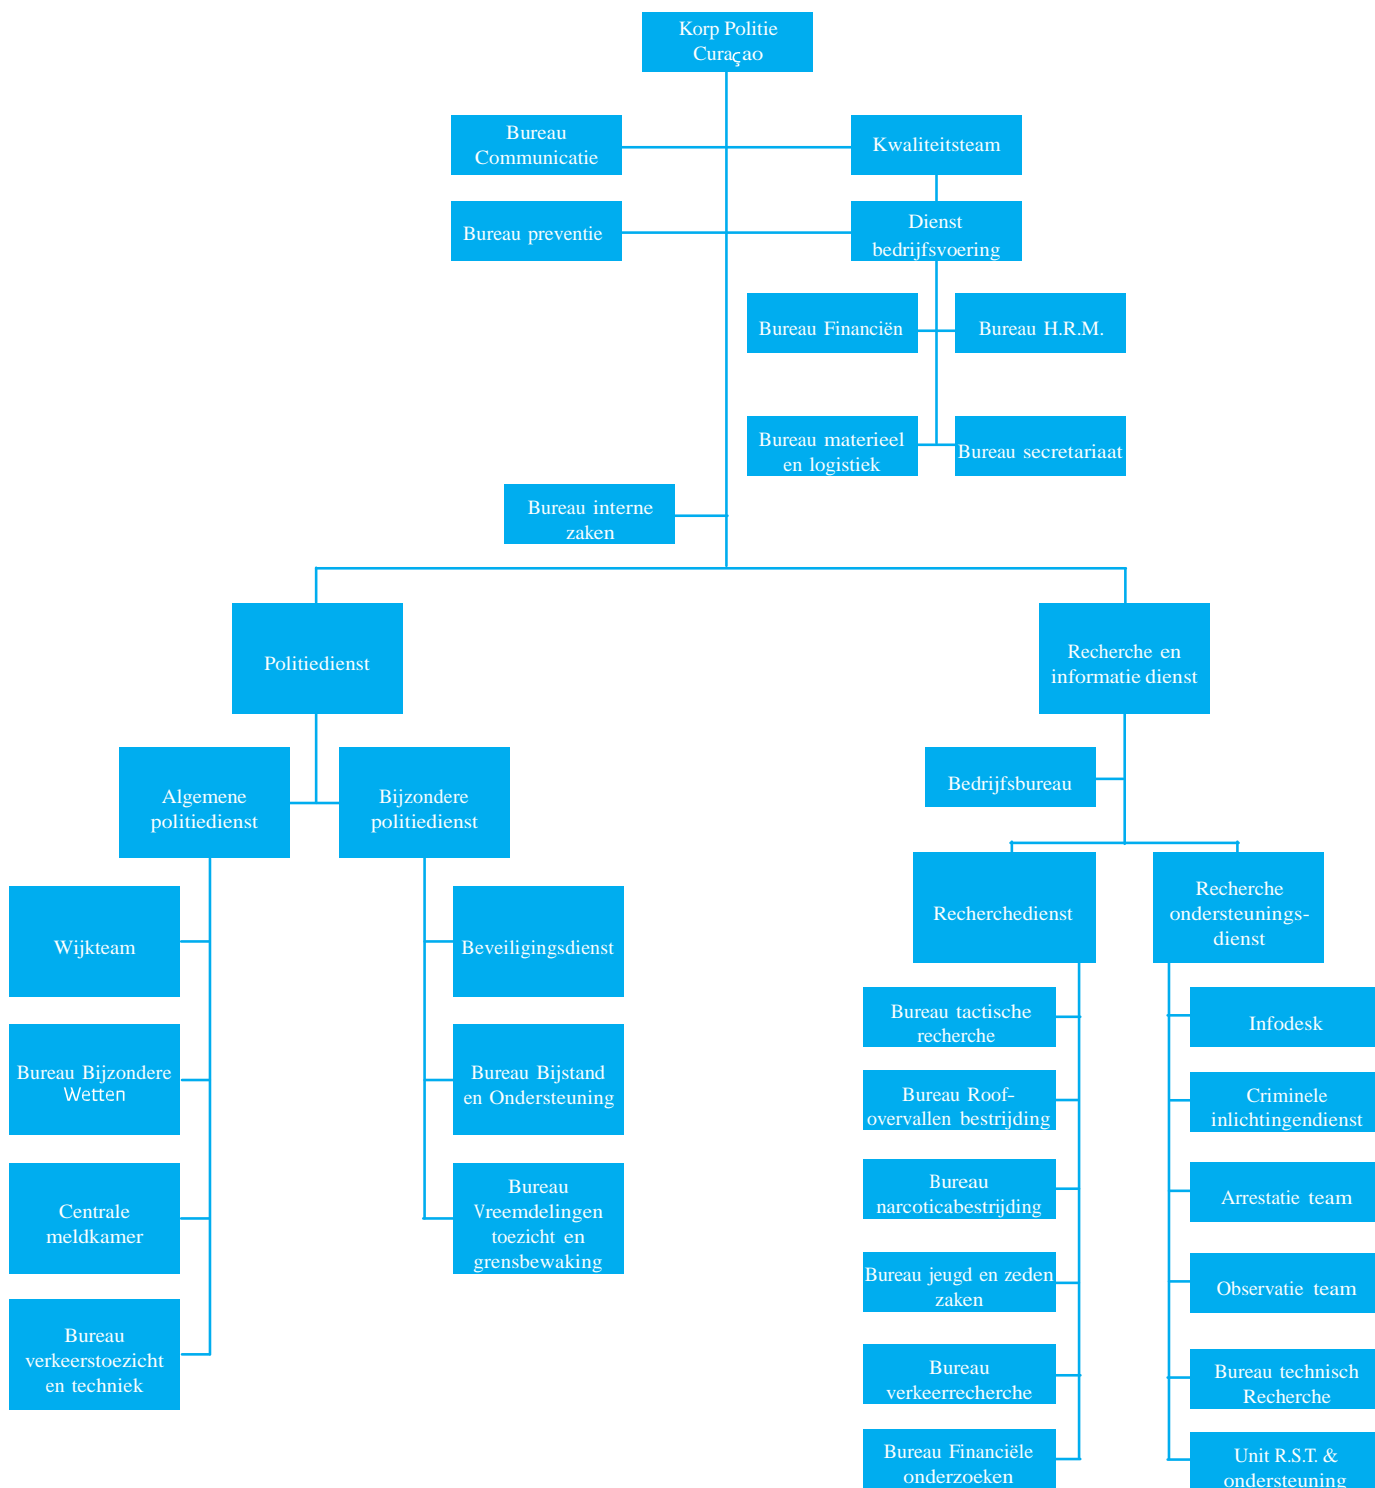 Korp Politie
Curaçao
Bureau
Communicatie
Kwaliteitsteam
Bureau preventie
Dienst
bedrijfsvoering
Bureau Financiën
Bureau H.R.M.
Bureau materieel
en logistiek
Bureau secretariaat
Bureau interne
zaken
Politiedienst
Recherche en
informatie dienst
Algemene
politiedienst
Bijzondere
politiedienst
Bedrijfsbureau
Wijkteam
Bureau Bijzondere
Wetten
Centrale
meldkamer
Bureau
verkeerstoezicht
en techniek
Beveiligingsdienst
Bureau Bijstand
en Ondersteuning
Bureau
Vreemdelingen
toezicht en
grensbewaking
Recherchedienst
Recherche
ondersteunings-
dienst
Bureau tactische
recherche
Bureau Roof-
overvallen bestrijding
Bureau
narcoticabestrijding
Bureau jeugd en zeden
zaken
Bureau
verkeerrecherche
Bureau Financiële
onderzoeken
Infodesk
Criminele
inlichtingendienst
Arrestatie team
Observatie team
Bureau technisch
Recherche
Unit R.S.T. &
ondersteuning